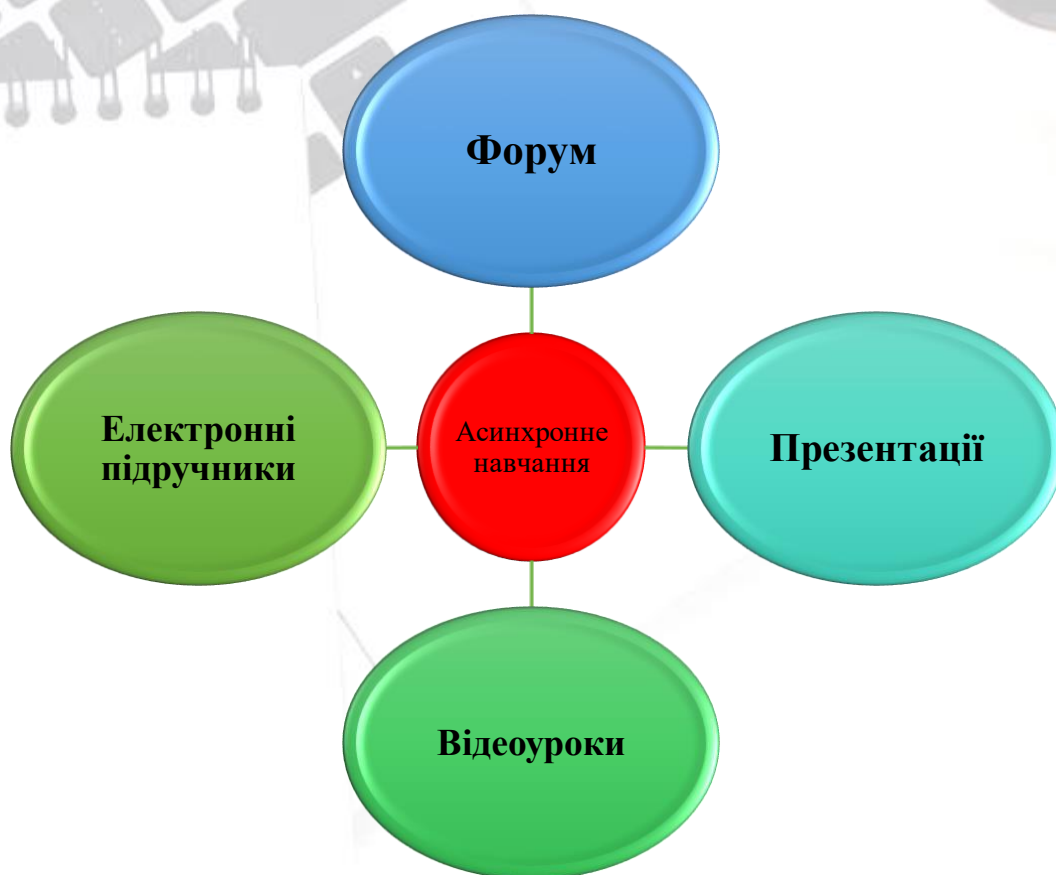 Форум
Електронні
підручники
Асинхронне
навчання
Презентації
Відеоуроки